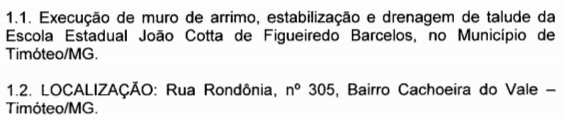 1.1. Execução de muro de arrimo, estabilização e drenagem de talude da
Escola Estadual João Cotta de Figueiredo Barcelos, no Município de
Timóteo/MG.
1.2. LOCALIZAÇÃO: Rua Rondônia, nº 305, Bairro Cachoeira do Vale –
Timóteo/MG.